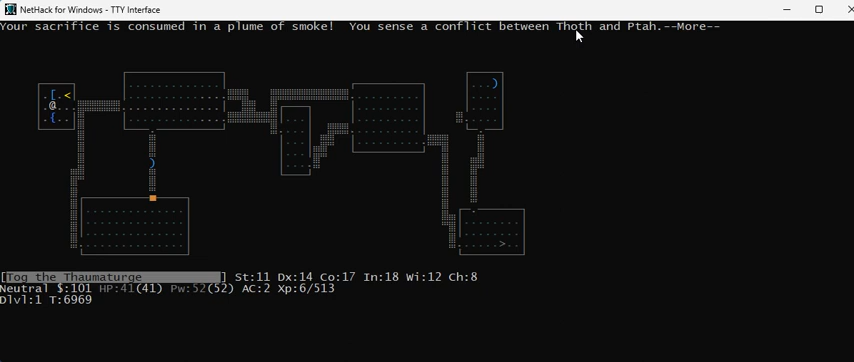 NetHack for Windows - TTY Interface
Your sacrifice is consumed in a plume of smoke!  You sense a conflict between Thoth and Ptah.--More--
[Tog the Thaumaturge] St:11 Dx:14 Co:17 In:18 Wi:12 Ch:8
Neutral $:101 HP:41(41) Pw:52(52) AC:2 Xp:6/513
Dlvl:1 T:6969